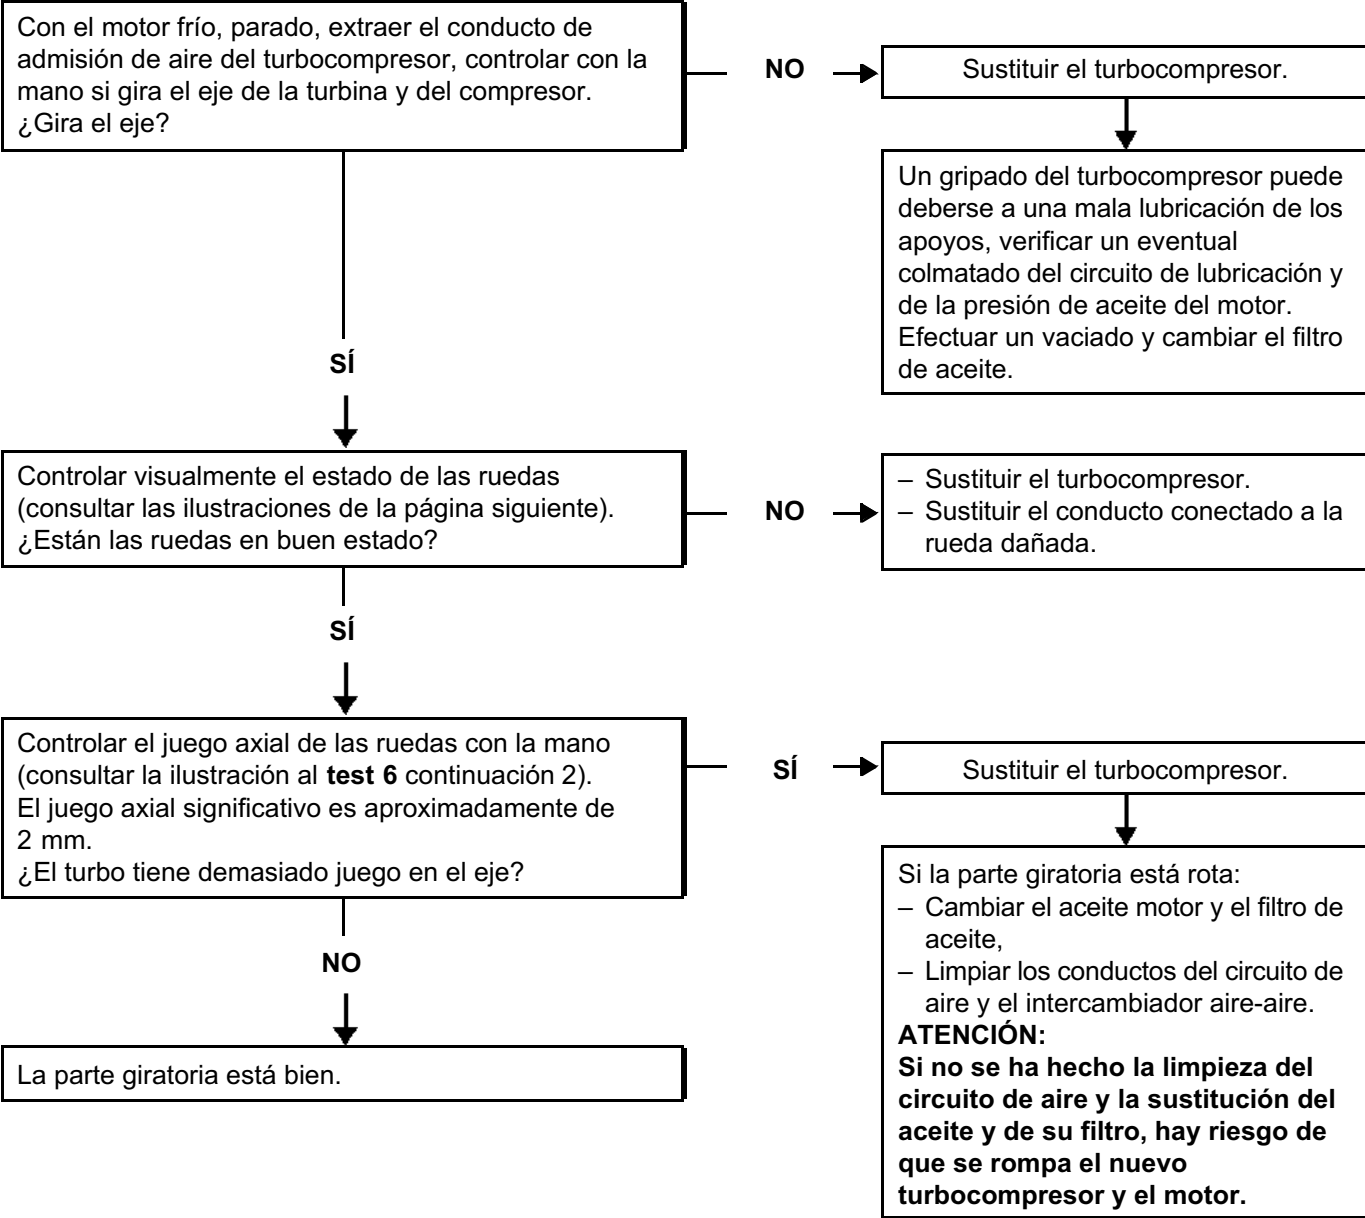 Con el motor frío, parado, extraer el conducto de
admisión de aire del turbocompresor, controlar con la
mano si gira el eje de la turbina y del compresor.
¿Gira el eje?
NO
Sustituir el turbocompresor.
Un gripado del turbocompresor puede
deberse a una mala lubricación de los
apoyos, verificar un eventual
colmatado del circuito de lubricación y
de la presión de aceite del motor.
Efectuar un vaciado y cambiar el filtro
de aceite.
SÍ
Controlar visualmente el estado de las ruedas
(consultar las ilustraciones de la página siguiente).
¿Están las ruedas en buen estado?
NO
– Sustituir el turbocompresor.
– Sustituir el conducto conectado a la
rueda dañada.
SÍ
Controlar el juego axial de las ruedas con la mano
(consultar la ilustración al test 6 continuación 2).
El juego axial significativo es aproximadamente de
2 mm.
¿El turbo tiene demasiado juego en el eje?
SÍ
Sustituir el turbocompresor.
Si la parte giratoria está rota:
– Cambiar el aceite motor y el filtro de
aceite,
– Limpiar los conductos del circuito de
aire y el intercambiador aire-aire.
ATENCIÓN:
Si no se ha hecho la limpieza del
circuito de aire y la sustitución del
aceite y de su filtro, hay riesgo de
que se rompa el nuevo
turbocompresor y el motor.
NO
La parte giratoria está bien.